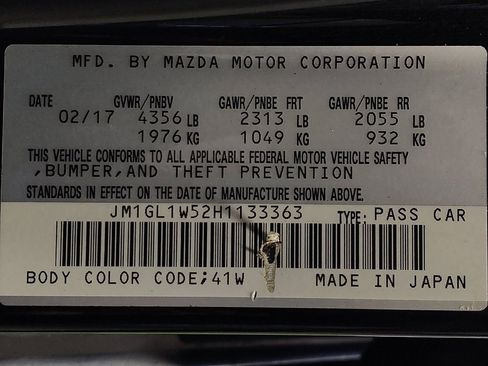 MFD. BY MAZDA MOTOR CORPORATION
DATE GVWR/PNBV GAWR/PNBE FRT GAWR/PNBE RR
02/17 4356 LB 2313 LB 2055 LB
1976 KG 1049 KG 932 KG
THIS VEHICLE CONFORMS TO ALL APPLICABLE FEDERAL MOTOR VEHICLE SAFETY
,BUMPER,AND THEFT PREVENTION
STANDARDS IN EFFECT ON THE DATE OF MANUFACTURE SHOWN ABOVE.
JM1GL1W52H1133363 TYPE: PASS CAR
BODY COLOR CODE;41W MADE IN JAPAN